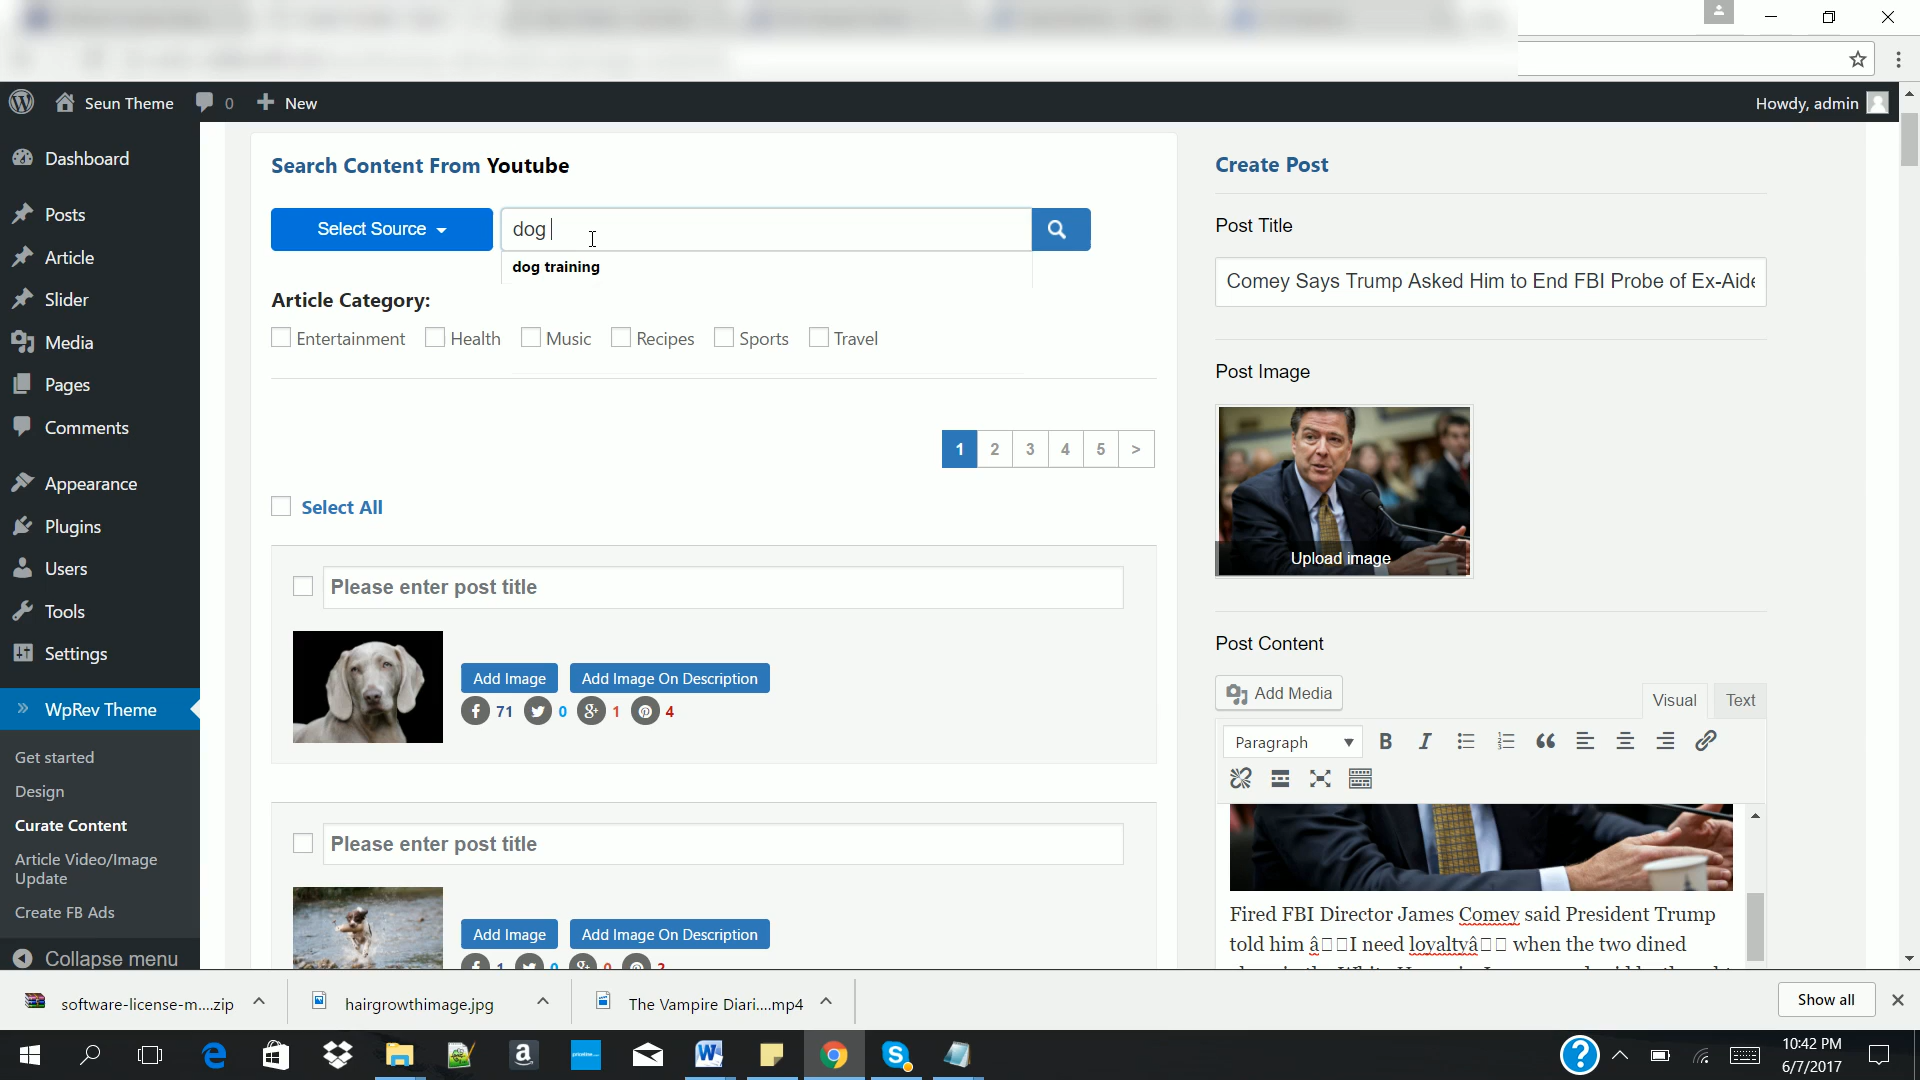 Seun Theme
0
New
Howdy, admin
Dashboard
Posts
Article
Slider
Media
Pages
Comments
Appearance
Plugins
Users
Tools
Settings
WpRev Theme
Get started
Design
Curate Content
Article Video/Image
Update
Create FB Ads
Collapse menu
Search Content From Youtube
Select Source
dog
dog training
Article Category:
Entertainment Health Music Recipes Sports Travel
1 2 3 4 5 >
Select All
Please enter post title
Add Image Add Image On Description
71 0 1 4
Please enter post title
Add Image Add Image On Description
1 0 0 2
Create Post
Post Title
Comey Says Trump Asked Him to End FBI Probe of Ex-Aide
Post Image
Upload image
Post Content
Add Media
Visual Text
Paragraph
Fired FBI Director James Comey said President Trump
told him â□□I need loyaltyâ□□ when the two dined
software-license-m....zip
hairgrowthimage.jpg
The Vampire Diari....mp4
Show all
10:42 PM
6/7/2017